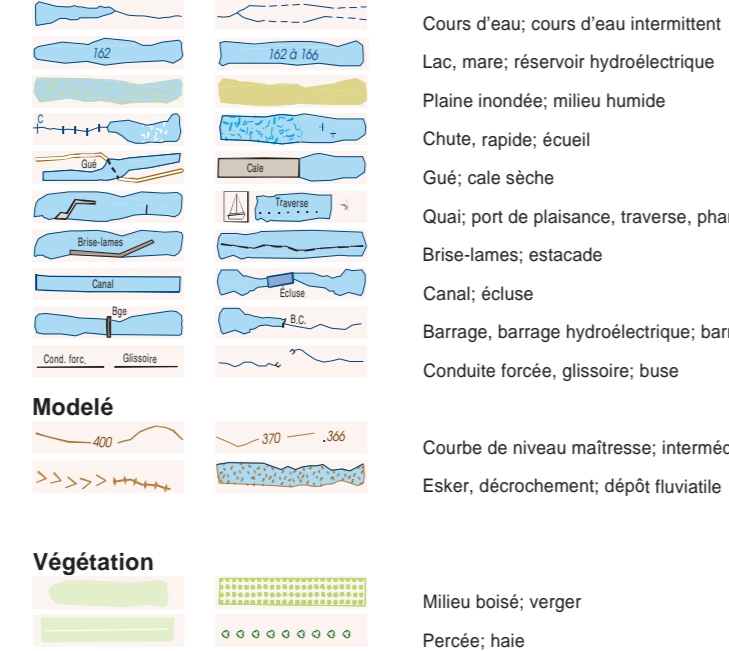 Cours d'eau; cours d'eau intermittent
162 162 à 166 Lac, mare; réservoir hydroélectrique
Plaine inondée; milieu humide
C Chute, rapide; écueil
Gué Cale Gué; cale sèche
Traverse Quai; port de plaisance, traverse, phar
Brise-lames Brise-lames; estacade
Canal Écluse Canal; écluse
Bge B.C. Barrage, barrage hydroélectrique; barr
Cond. forc. Glissoire Conduite forcée, glissoire; buse
Modelé
400 370 .366 Courbe de niveau maîtresse; interméd
Esker, décrochement; dépôt fluviatile
Végétation
Milieu boisé; verger
Percée; haie